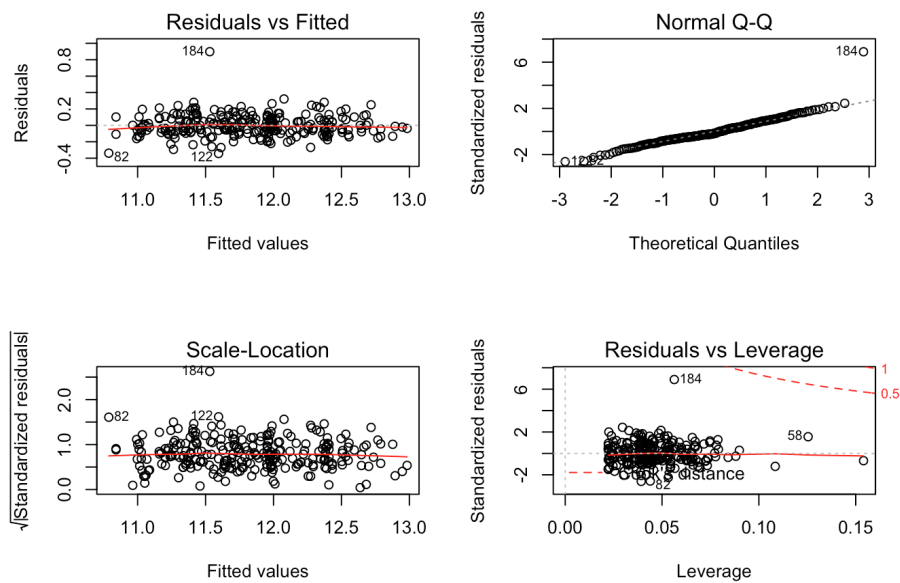 Residuals vs Fitted
Residuals
0.8
0.2
-0.4
184
82
122
11.0 11.5 12.0 12.5 13.0
Fitted values
Normal Q-Q
Standardized residuals
6
2
-2
184
-3 -2 -1 0 1 2 3
Theoretical Quantiles
Scale-Location
√|Standardized residuals|
2.0
1.0
0.0
184
82
122
11.0 11.5 12.0 12.5 13.0
Fitted values
Residuals vs Leverage
Standardized residuals
6
2
-2
184
58
82
distance
1
0.5
0.00 0.05 0.10 0.15
Leverage